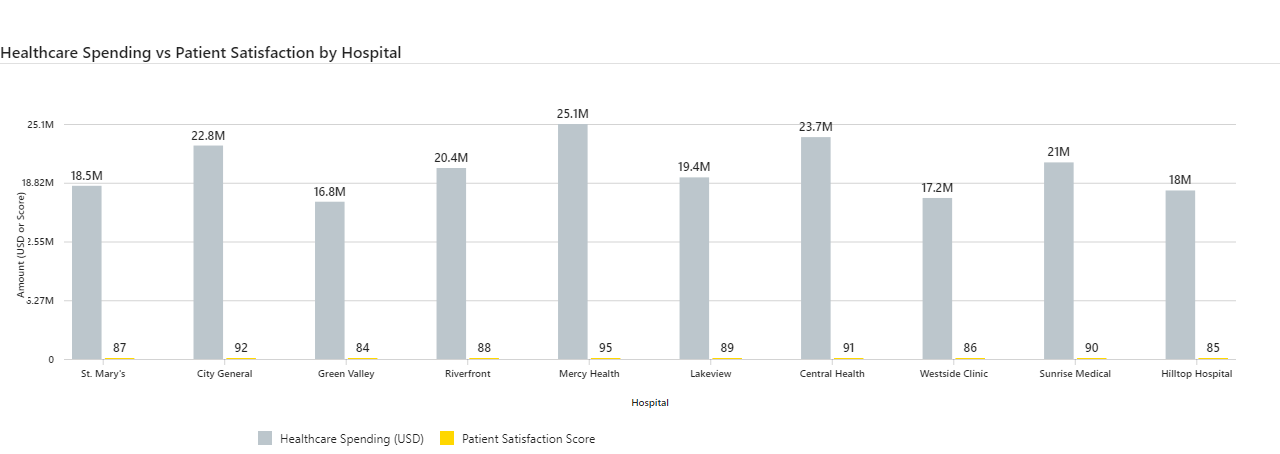 Healthcare Spending vs Patient Satisfaction by Hospital
25.1M
22.8M
23.7M
20.4M
21M
18.5M
19.4M
18M
16.8M
17.2M
25.1M
18.82M
2.55M
6.27M
0
Amount (USD or Score)
87
92
84
88
95
89
91
86
90
85
St. Mary's
City General
Green Valley
Riverfront
Mercy Health
Lakeview
Central Health
Westside Clinic
Sunrise Medical
Hilltop Hospital
Hospital
Healthcare Spending (USD)
Patient Satisfaction Score